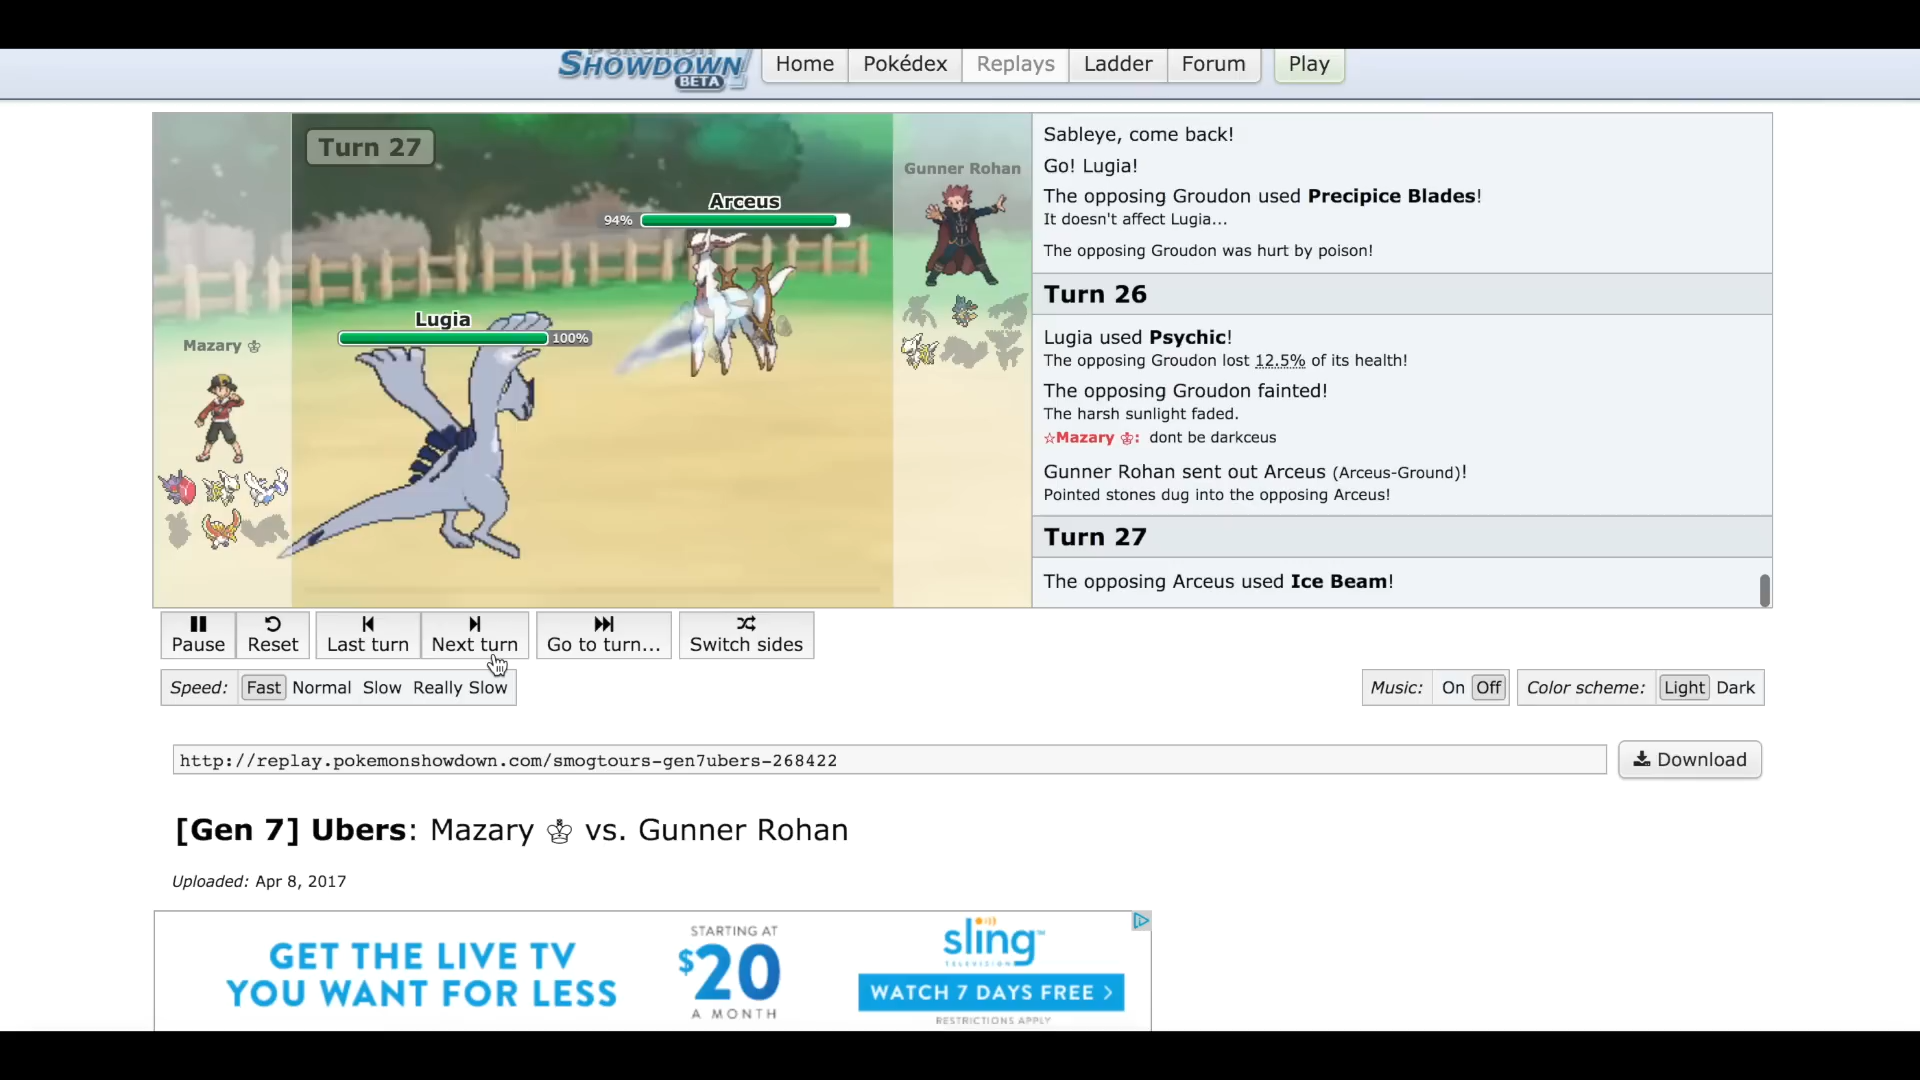 Pokémon
SHOWDOWN
BETA
Home
Pokédex
Replays
Ladder
Forum
Play
Turn 27
Arceus
94%
Lugia
100%
Mazary ♔
Gunner Rohan
Sableye, come back!
Go! Lugia!
The opposing Groudon used Precipice Blades!
It doesn't affect Lugia...
The opposing Groudon was hurt by poison!
Turn 26
Lugia used Psychic!
The opposing Groudon lost 12.5% of its health!
The opposing Groudon fainted!
The harsh sunlight faded.
☆Mazary ♔: dont be darkceus
Gunner Rohan sent out Arceus (Arceus-Ground)!
Pointed stones dug into the opposing Arceus!
Turn 27
The opposing Arceus used Ice Beam!
Pause
Reset
Last turn
Next turn
Go to turn...
Switch sides
Speed: Fast Normal Slow Really Slow
Music: On Off
Color scheme: Light Dark
http://replay.pokemonshowdown.com/smogtours-gen7ubers-268422
Download
[Gen 7] Ubers: Mazary ♔ vs. Gunner Rohan
Uploaded: Apr 8, 2017
GET THE LIVE TV
YOU WANT FOR LESS
STARTING AT
$20
A MONTH
sling
TELEVISION
WATCH 7 DAYS FREE >
RESTRICTIONS APPLY